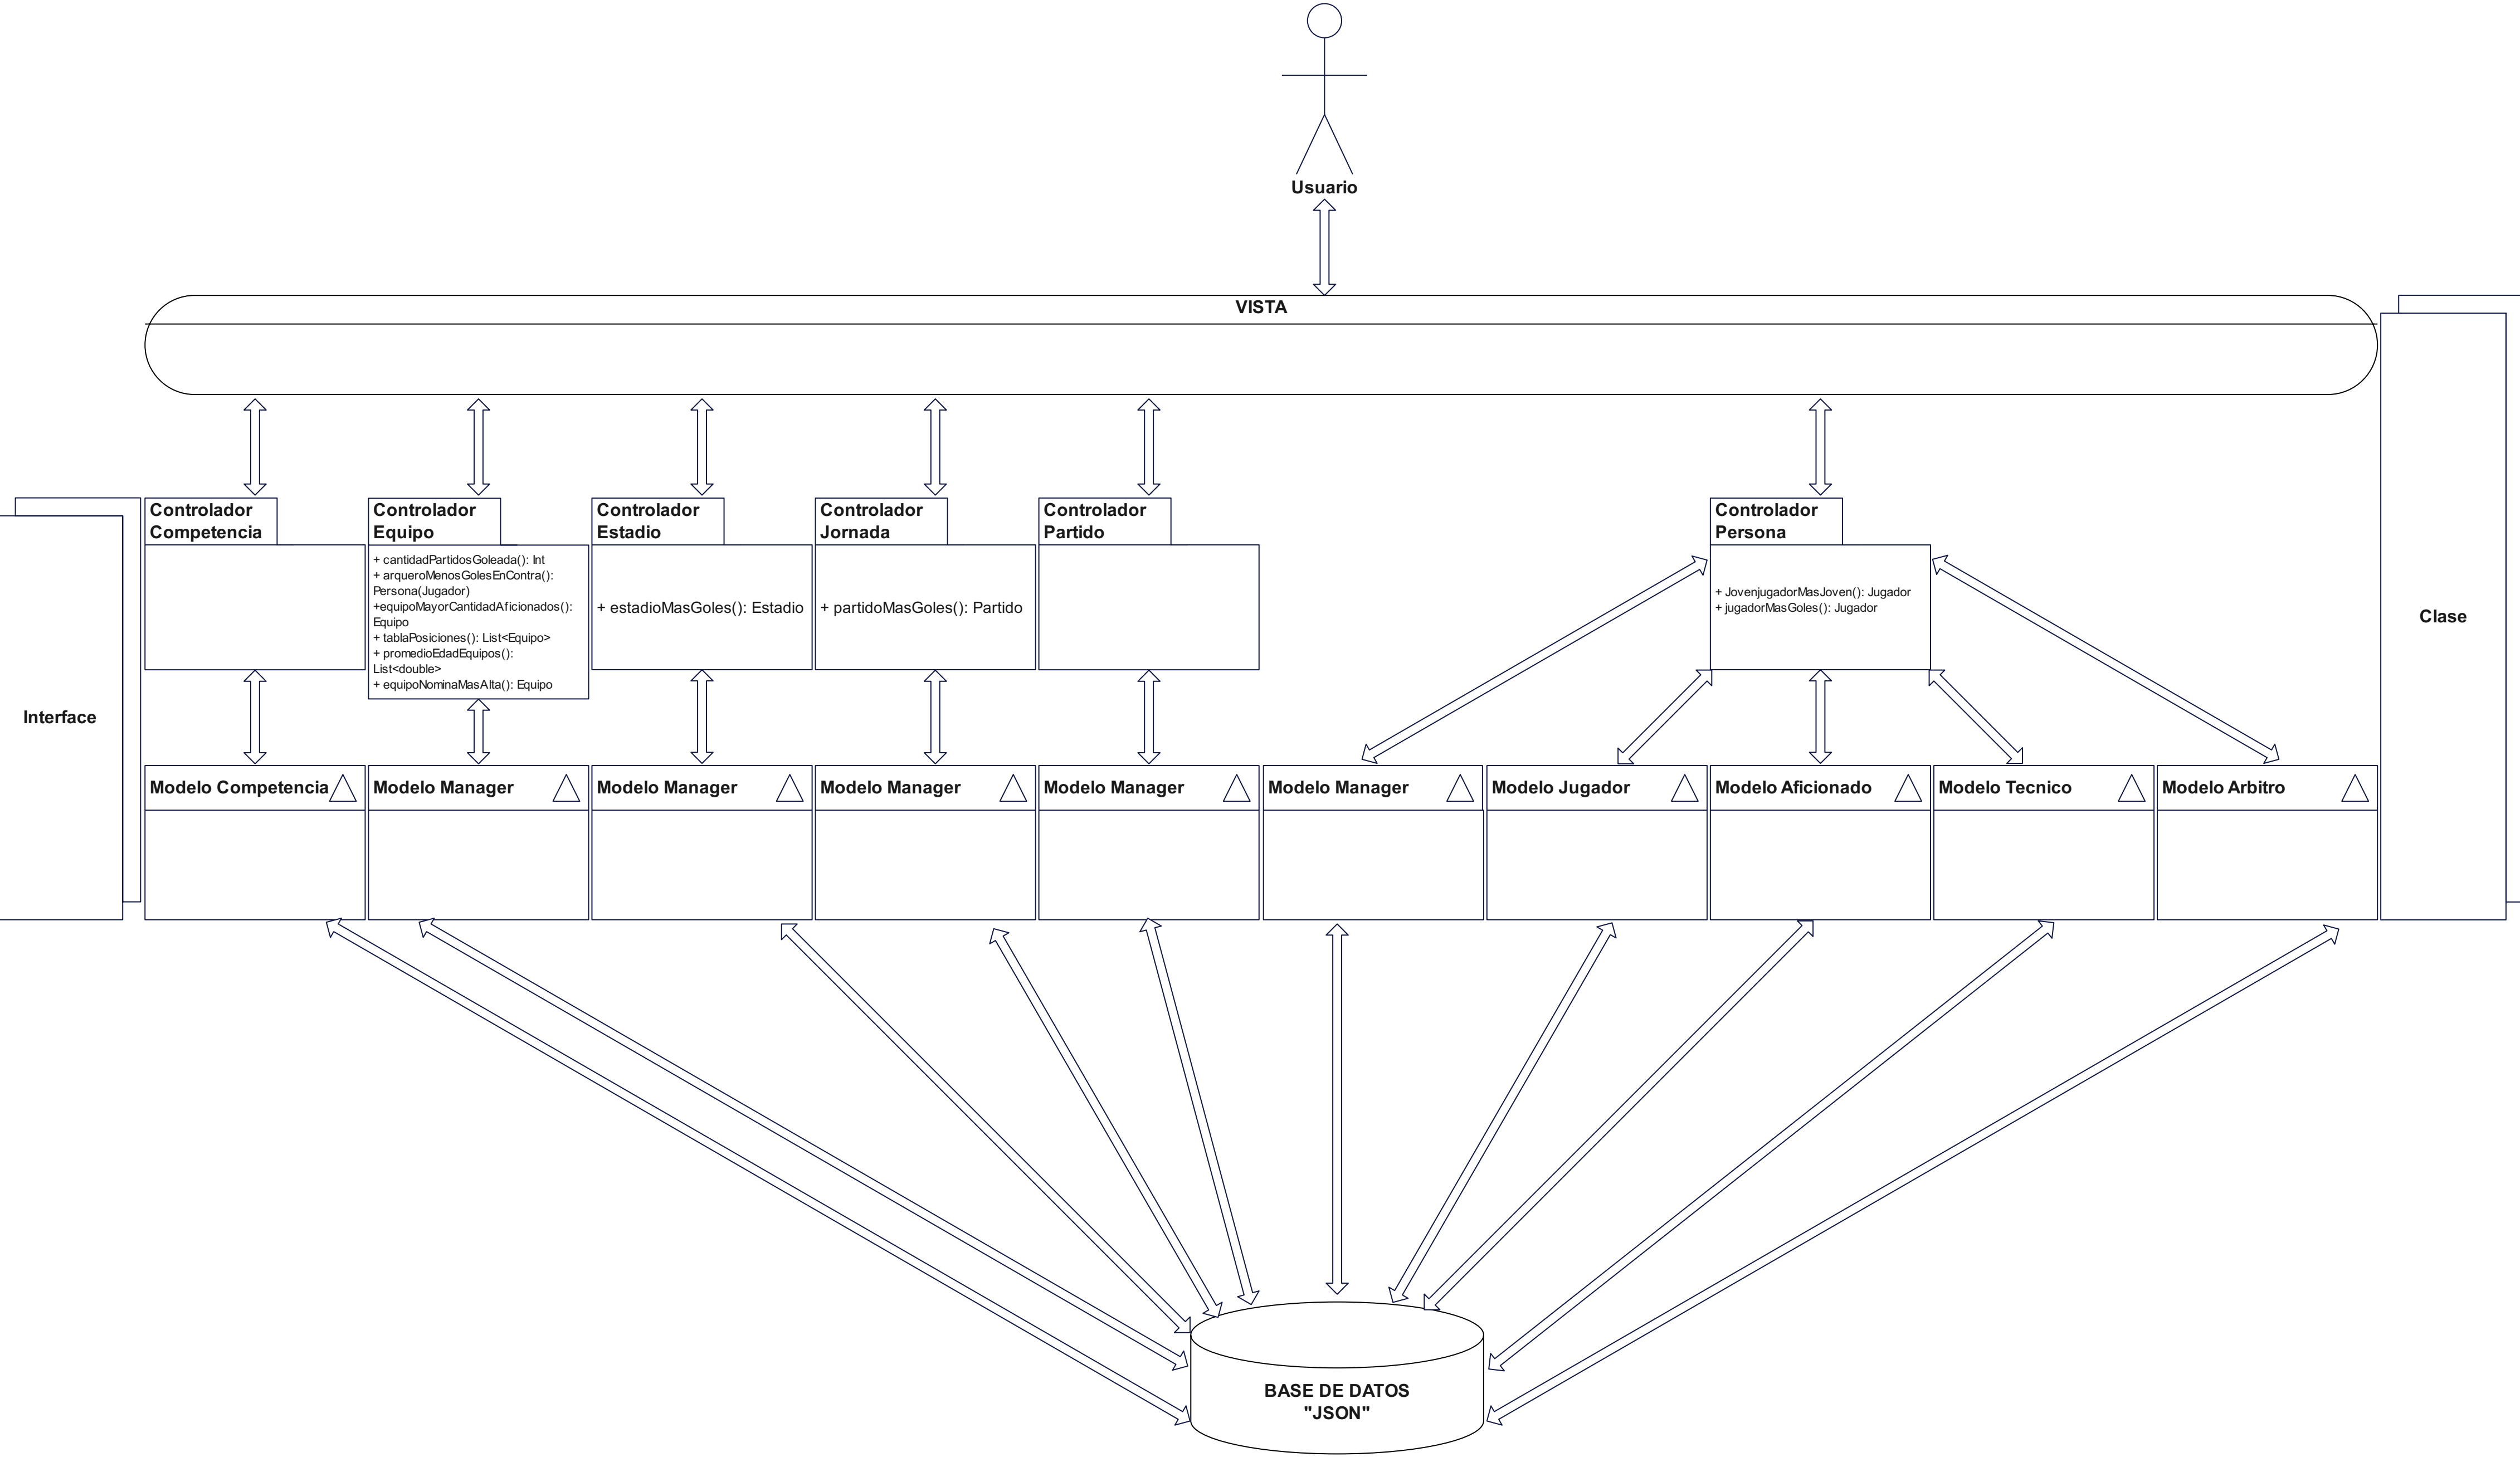 Usuario
VISTA
Controlador
Competencia
Controlador
Equipo
+ cantidadPartidosGoleada(): Int
+ arqueroMenosGolesEnContra():
Persona(Jugador)
+equipoMayorCantidadAficionados():
Equipo
+ tablaPosiciones(): List<Equipo>
+ promedioEdadEquipos():
List<double>
+ equipoNominaMasAlta(): Equipo
Controlador
Estadio
+ estadioMasGoles(): Estadio
Controlador
Jornada
+ partidoMasGoles(): Partido
Controlador
Partido
Controlador
Persona
+ JovenjugadorMasJoven(): Jugador
+ jugadorMasGoles(): Jugador
Interface
Clase
Modelo Competencia
Modelo Manager
Modelo Manager
Modelo Manager
Modelo Manager
Modelo Manager
Modelo Jugador
Modelo Aficionado
Modelo Tecnico
Modelo Arbitro
BASE DE DATOS
"JSON"